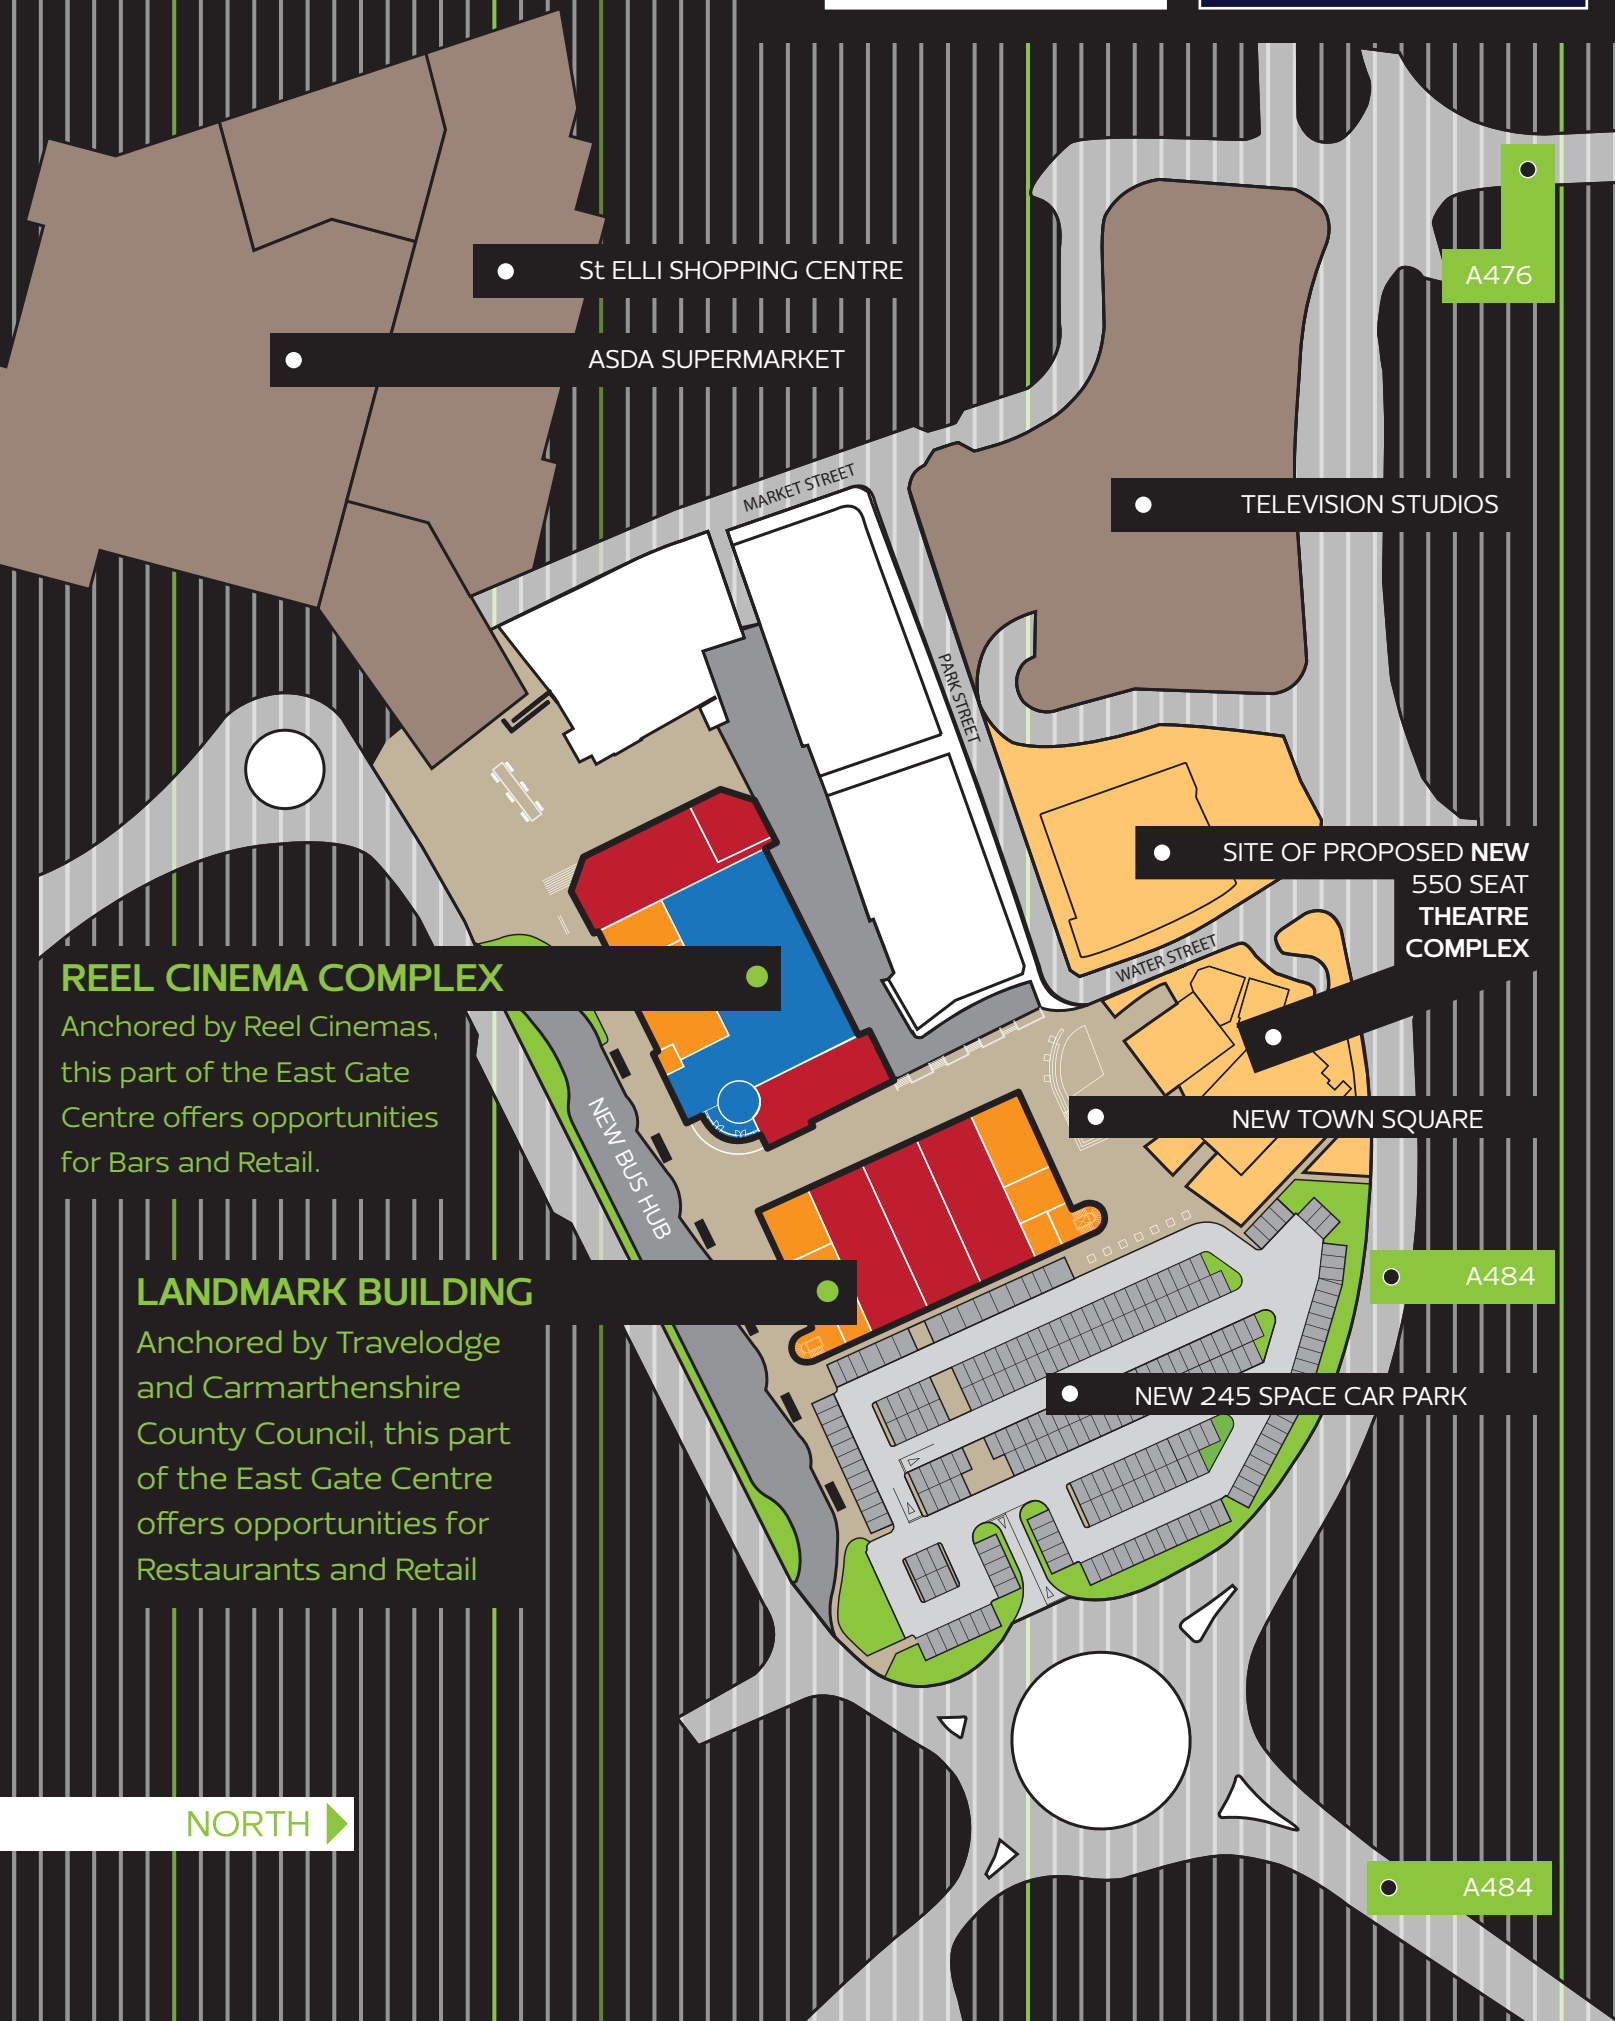 A476
St ELLI SHOPPING CENTRE
ASDA SUPERMARKET
MARKET STREET
TELEVISION STUDIOS
PARK STREET
SITE OF PROPOSED NEW
550 SEAT
THEATRE
COMPLEX
WATER STREET
REEL CINEMA COMPLEX
Anchored by Reel Cinemas,
this part of the East Gate
Centre offers opportunities
for Bars and Retail.
NEW BUS HUB
NEW TOWN SQUARE
A484
LANDMARK BUILDING
Anchored by Travelodge
and Carmarthenshire
County Council, this part
of the East Gate Centre
offers opportunities for
Restaurants and Retail
NEW 245 SPACE CAR PARK
NORTH
A484